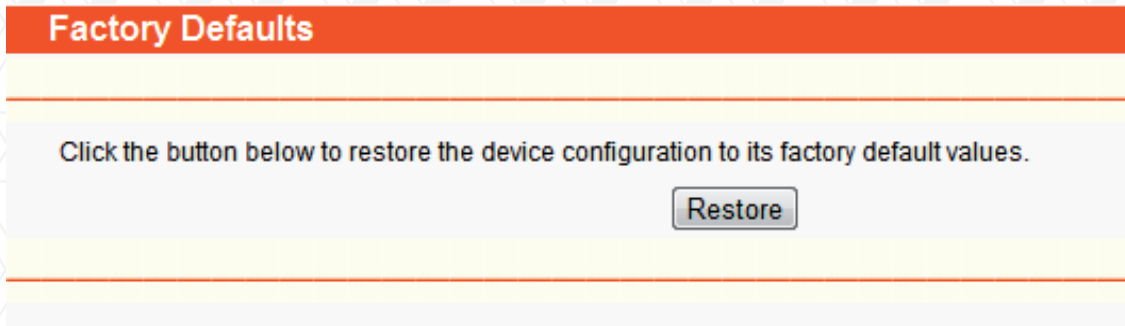 Factory Defaults
Click the button below to restore the device configuration to its factory default values.
Restore